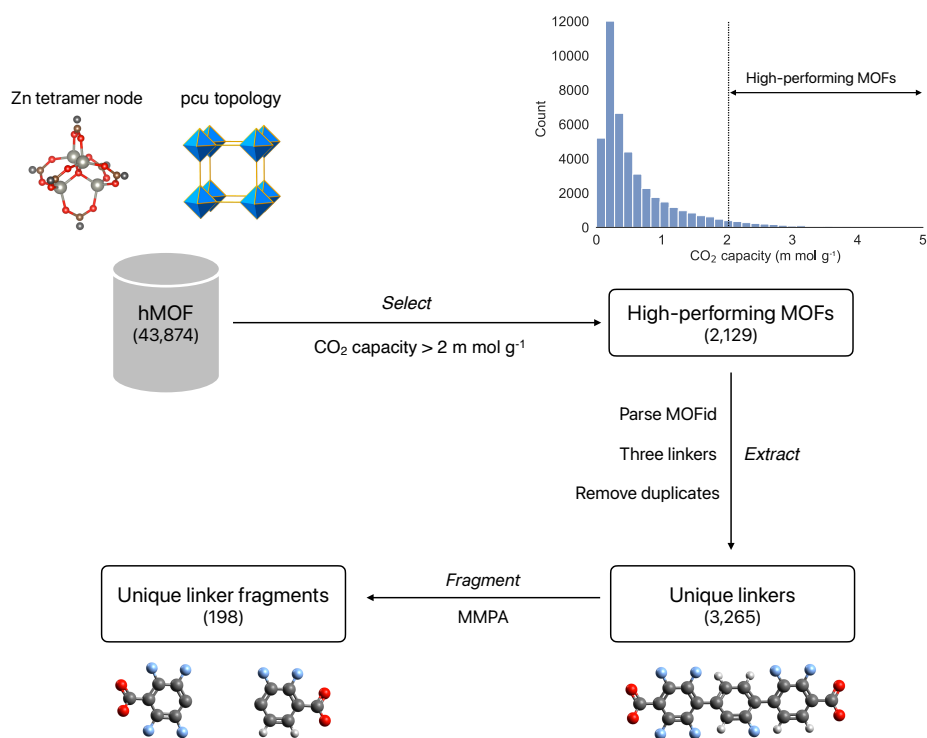 Zn tetramer node
pcu topology
12000
10000
8000
6000
4000
2000
0
Count
High-performing MOFs
0 1 2 3 4 5
CO₂ capacity (m mol g⁻¹)
hMOF
(43,874)
Select
CO₂ capacity > 2 m mol g⁻¹
High-performing MOFs
(2,129)
Parse MOFid
Three linkers
Remove duplicates
Extract
Unique linker fragments
(198)
Fragment
MMPA
Unique linkers
(3,265)